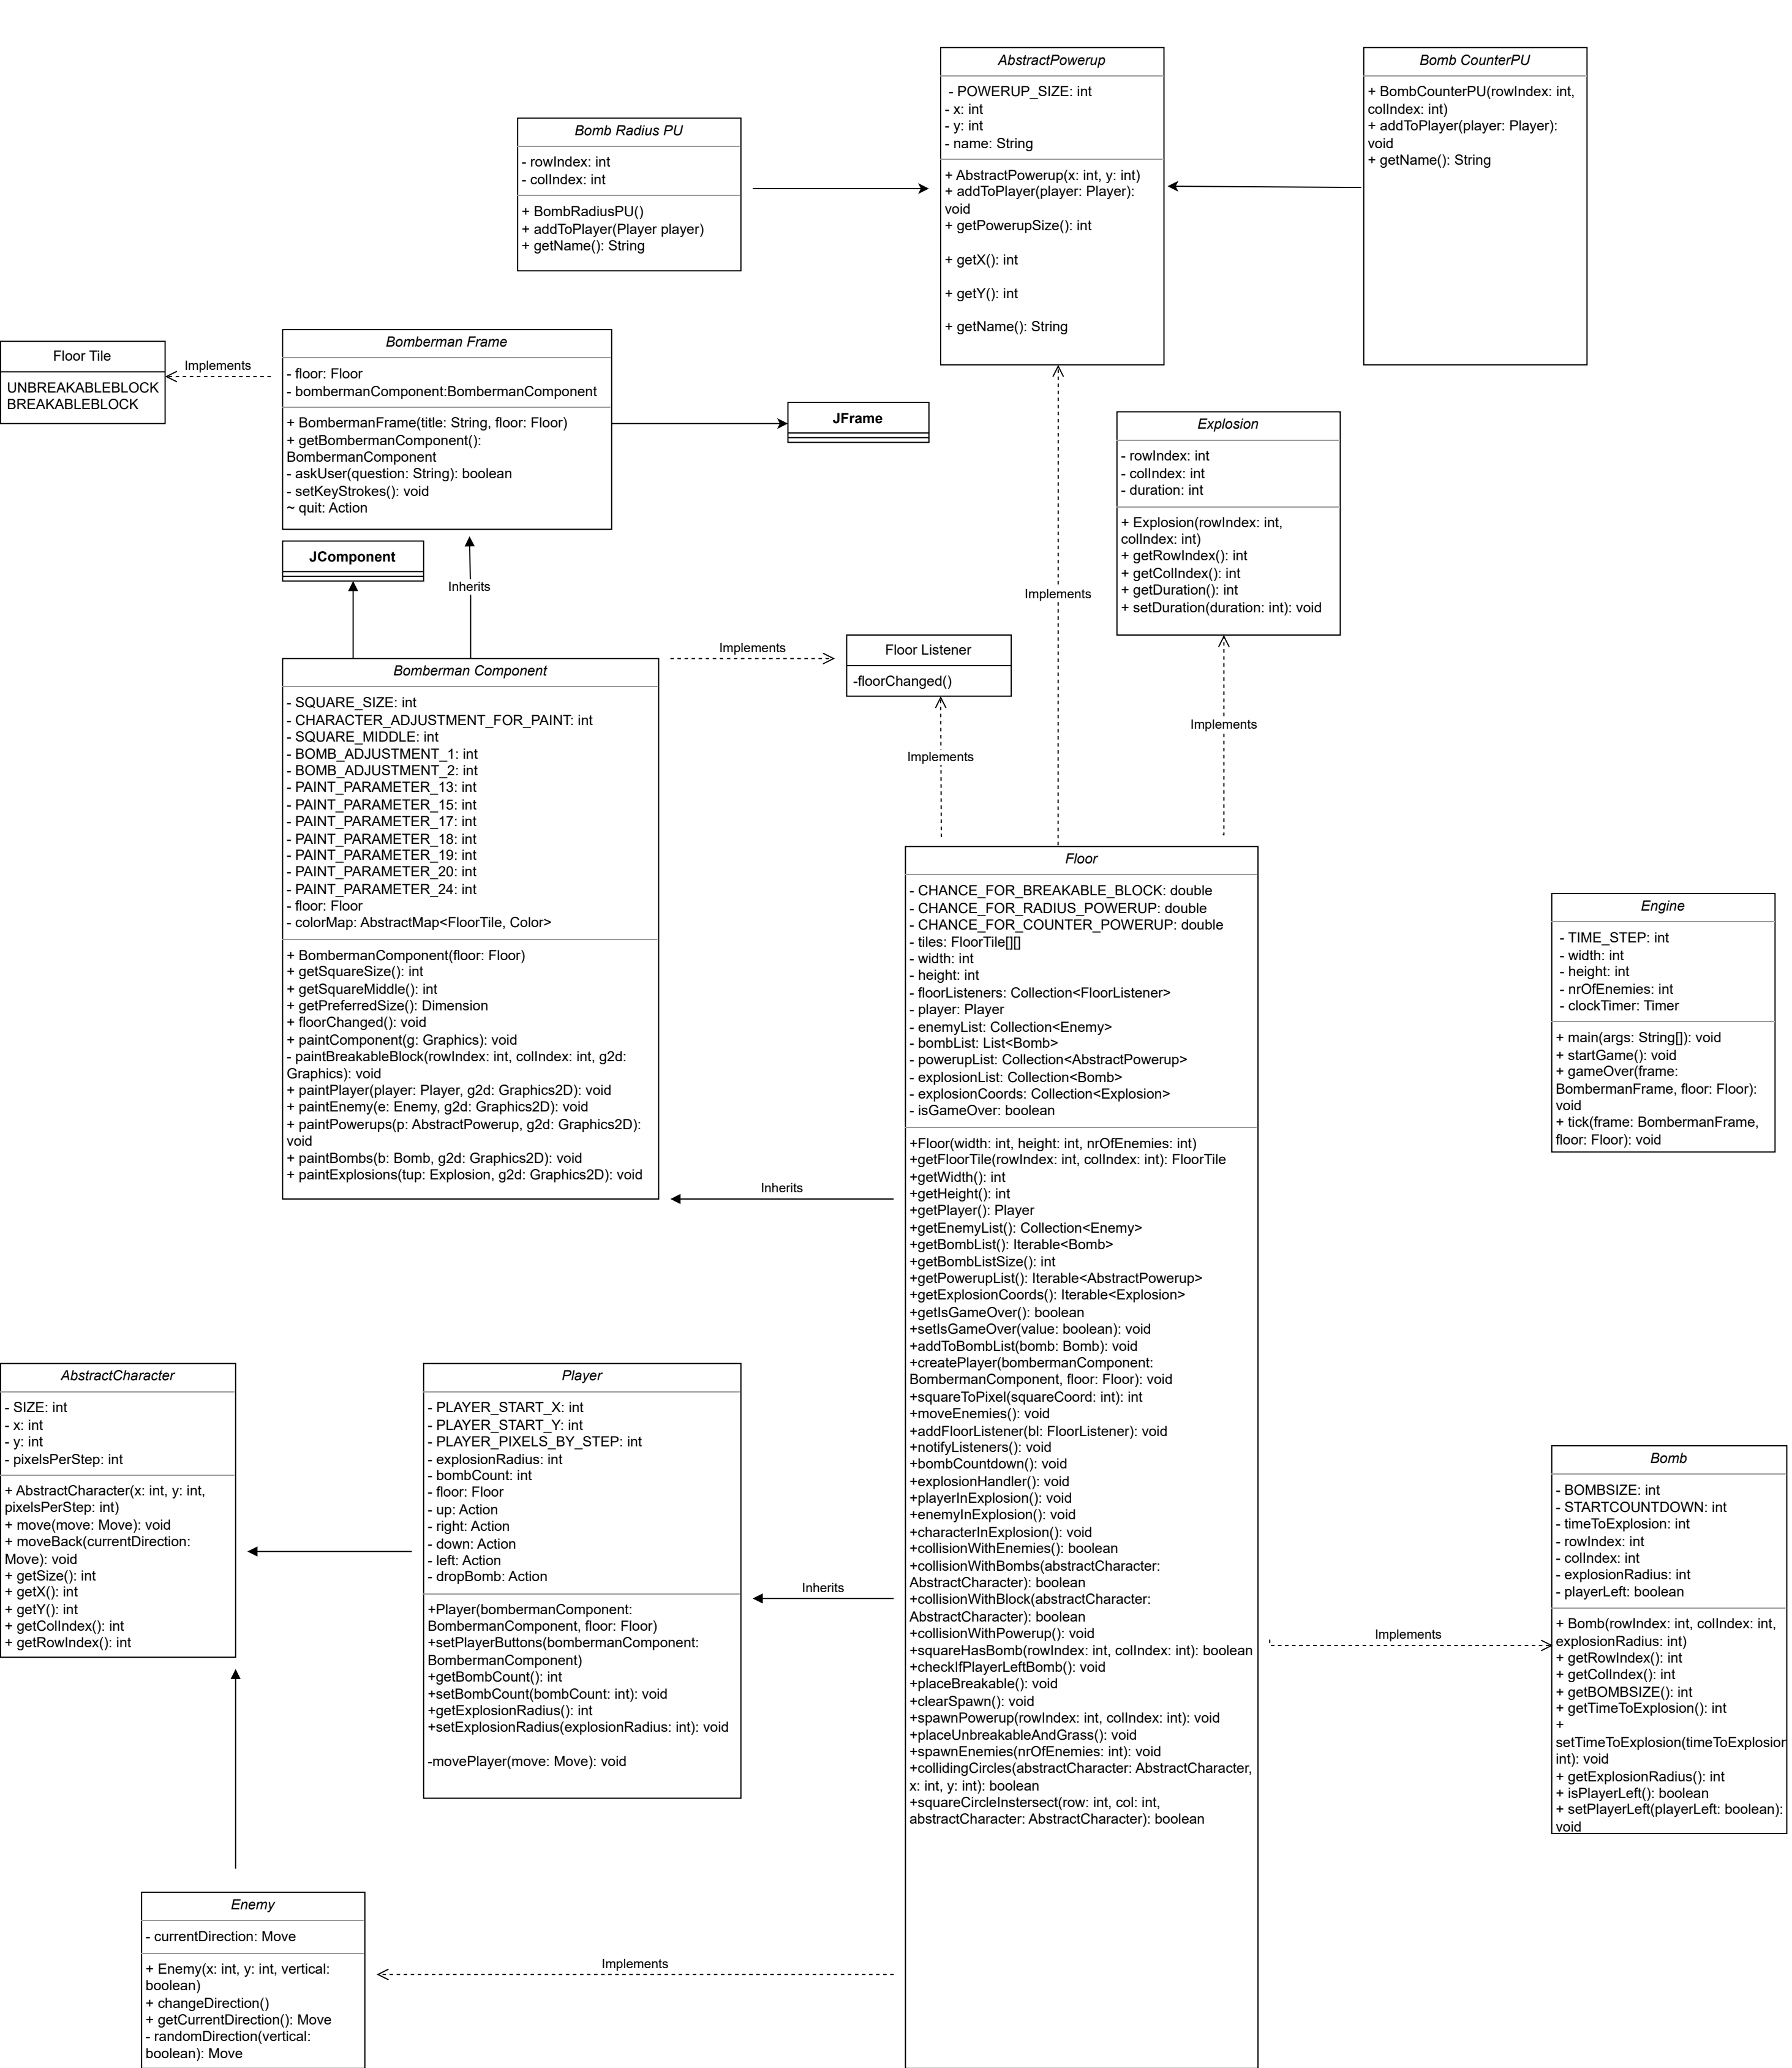 AbstractPowerup
- POWERUP_SIZE: int
- x: int
- y: int
- name: String
+ AbstractPowerup(x: int, y: int)
+ addToPlayer(player: Player):
void
+ getPowerupSize(): int
+ getX(): int
+ getY(): int
+ getName(): String
Bomb CounterPU
+ BombCounterPU(rowIndex: int,
colIndex: int)
+ addToPlayer(player: Player):
void
+ getName(): String
Bomb Radius PU
- rowIndex: int
- colIndex: int
+ BombRadiusPU()
+ addToPlayer(Player player)
+ getName(): String
Floor Tile
UNBREAKABLEBLOCK
BREAKABLEBLOCK
Implements
Bomberman Frame
- floor: Floor
- bombermanComponent:BombermanComponent
+ BombermanFrame(title: String, floor: Floor)
+ getBombermanComponent():
BombermanComponent
- askUser(question: String): boolean
- setKeyStrokes(): void
~ quit: Action
JFrame
Explosion
- rowIndex: int
- colIndex: int
- duration: int
+ Explosion(rowIndex: int,
colIndex: int)
+ getRowIndex(): int
+ getColIndex(): int
+ getDuration(): int
+ setDuration(duration: int): void
JComponent
Inherits
Implements
Implements
Floor Listener
-floorChanged()
Implements
Implements
Bomberman Component
- SQUARE_SIZE: int
- CHARACTER_ADJUSTMENT_FOR_PAINT: int
- SQUARE_MIDDLE: int
- BOMB_ADJUSTMENT_1: int
- BOMB_ADJUSTMENT_2: int
- PAINT_PARAMETER_13: int
- PAINT_PARAMETER_15: int
- PAINT_PARAMETER_17: int
- PAINT_PARAMETER_18: int
- PAINT_PARAMETER_19: int
- PAINT_PARAMETER_20: int
- PAINT_PARAMETER_24: int
- floor: Floor
- colorMap: AbstractMap<FloorTile, Color>
+ BombermanComponent(floor: Floor)
+ getSquareSize(): int
+ getSquareMiddle(): int
+ getPreferredSize(): Dimension
+ floorChanged(): void
+ paintComponent(g: Graphics): void
- paintBreakableBlock(rowIndex: int, colIndex: int, g2d:
Graphics): void
+ paintPlayer(player: Player, g2d: Graphics2D): void
+ paintEnemy(e: Enemy, g2d: Graphics2D): void
+ paintPowerups(p: AbstractPowerup, g2d: Graphics2D):
void
+ paintBombs(b: Bomb, g2d: Graphics2D): void
+ paintExplosions(tup: Explosion, g2d: Graphics2D): void
Inherits
Floor
- CHANCE_FOR_BREAKABLE_BLOCK: double
- CHANCE_FOR_RADIUS_POWERUP: double
- CHANCE_FOR_COUNTER_POWERUP: double
- tiles: FloorTile[][]
- width: int
- height: int
- floorListeners: Collection<FloorListener>
- player: Player
- enemyList: Collection<Enemy>
- bombList: List<Bomb>
- powerupList: Collection<AbstractPowerup>
- explosionList: Collection<Bomb>
- explosionCoords: Collection<Explosion>
- isGameOver: boolean
+Floor(width: int, height: int, nrOfEnemies: int)
+getFloorTile(rowIndex: int, colIndex: int): FloorTile
+getWidth(): int
+getHeight(): int
+getPlayer(): Player
+getEnemyList(): Collection<Enemy>
+getBombList(): Iterable<Bomb>
+getBombListSize(): int
+getPowerupList(): Iterable<AbstractPowerup>
+getExplosionCoords(): Iterable<Explosion>
+getIsGameOver(): boolean
+setIsGameOver(value: boolean): void
+addToBombList(bomb: Bomb): void
+createPlayer(bombermanComponent:
BombermanComponent, floor: Floor): void
+squareToPixel(squareCoord: int): int
+moveEnemies(): void
+addFloorListener(bl: FloorListener): void
+notifyListeners(): void
+bombCountdown(): void
+explosionHandler(): void
+playerInExplosion(): void
+enemyInExplosion(): void
+characterInExplosion(): void
+collisionWithEnemies(): boolean
+collisionWithBombs(abstractCharacter:
AbstractCharacter): boolean
+collisionWithBlock(abstractCharacter:
AbstractCharacter): boolean
+collisionWithPowerup(): void
+squareHasBomb(rowIndex: int, colIndex: int): boolean
+checkIfPlayerLeftBomb(): void
+placeBreakable(): void
+clearSpawn(): void
+spawnPowerup(rowIndex: int, colIndex: int): void
+placeUnbreakableAndGrass(): void
+spawnEnemies(nrOfEnemies: int): void
+collidingCircles(abstractCharacter: AbstractCharacter,
x: int, y: int): boolean
+squareCircleInstersect(row: int, col: int,
abstractCharacter: AbstractCharacter): boolean
Engine
- TIME_STEP: int
- width: int
- height: int
- nrOfEnemies: int
- clockTimer: Timer
+ main(args: String[]): void
+ startGame(): void
+ gameOver(frame:
BombermanFrame, floor: Floor):
void
+ tick(frame: BombermanFrame,
floor: Floor): void
AbstractCharacter
- SIZE: int
- x: int
- y: int
- pixelsPerStep: int
+ AbstractCharacter(x: int, y: int,
pixelsPerStep: int)
+ move(move: Move): void
+ moveBack(currentDirection:
Move): void
+ getSize(): int
+ getX(): int
+ getY(): int
+ getColIndex(): int
+ getRowIndex(): int
Player
- PLAYER_START_X: int
- PLAYER_START_Y: int
- PLAYER_PIXELS_BY_STEP: int
- explosionRadius: int
- bombCount: int
- floor: Floor
- up: Action
- right: Action
- down: Action
- left: Action
- dropBomb: Action
+Player(bombermanComponent:
BombermanComponent, floor: Floor)
+setPlayerButtons(bombermanComponent:
BombermanComponent)
+getBombCount(): int
+setBombCount(bombCount: int): void
+getExplosionRadius(): int
+setExplosionRadius(explosionRadius: int): void
-movePlayer(move: Move): void
Inherits
Implements
Bomb
- BOMBSIZE: int
- STARTCOUNTDOWN: int
- timeToExplosion: int
- rowIndex: int
- colIndex: int
- explosionRadius: int
- playerLeft: boolean
+ Bomb(rowIndex: int, colIndex: int,
explosionRadius: int)
+ getRowIndex(): int
+ getColIndex(): int
+ getBOMBSIZE(): int
+ getTimeToExplosion(): int
+
setTimeToExplosion(timeToExplosion
int): void
+ getExplosionRadius(): int
+ isPlayerLeft(): boolean
+ setPlayerLeft(playerLeft: boolean):
void
Enemy
- currentDirection: Move
+ Enemy(x: int, y: int, vertical:
boolean)
+ changeDirection()
+ getCurrentDirection(): Move
- randomDirection(vertical:
boolean): Move
Implements